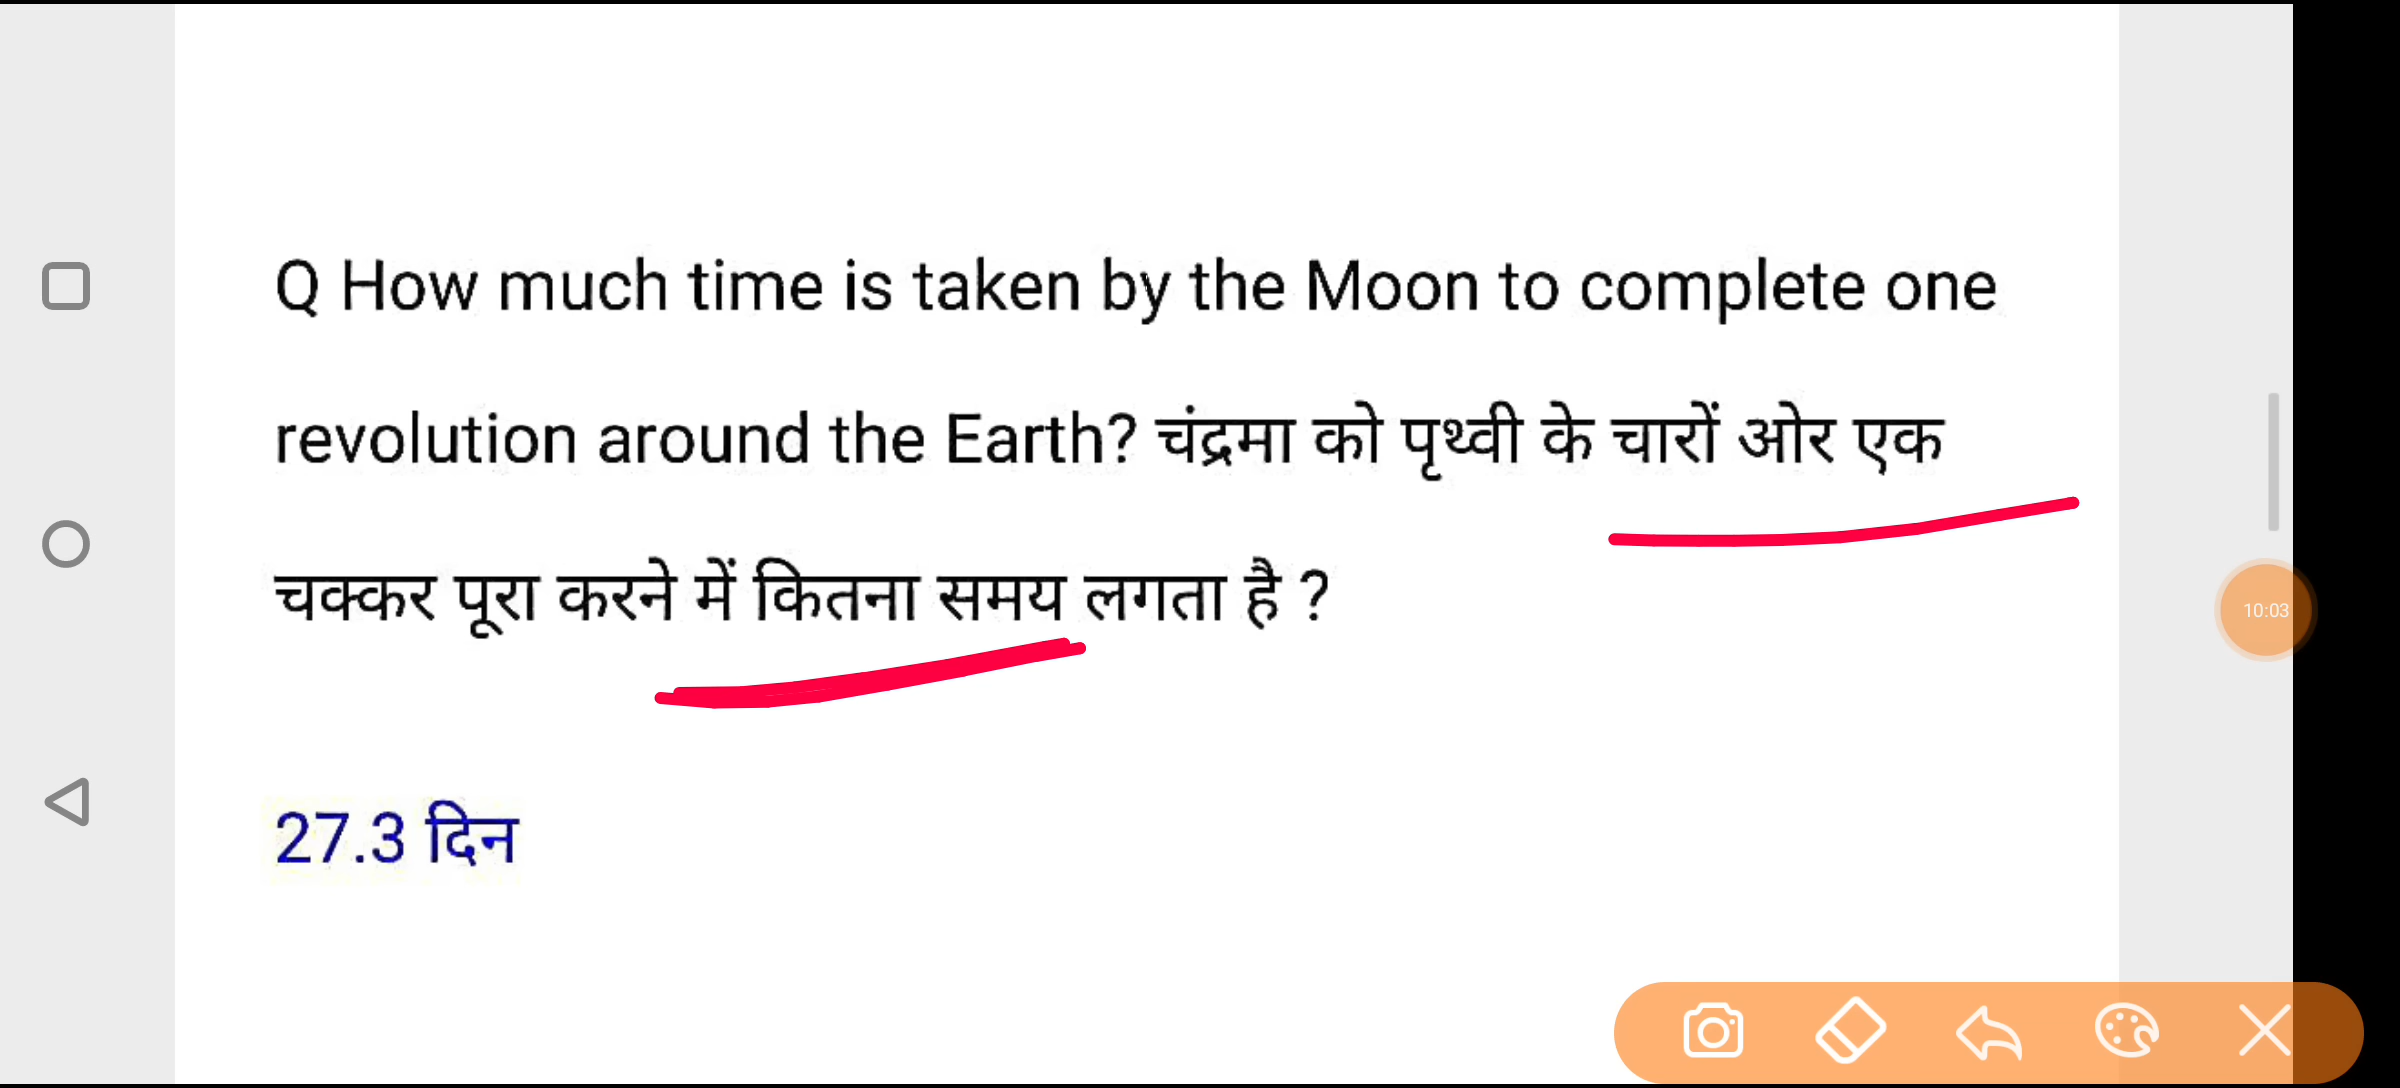 Q How much time is taken by the Moon to complete one
revolution around the Earth? चंद्रमा को पृथ्वी के चारों ओर एक
चक्कर पूरा करने में कितना समय लगता है ?
27.3 दिन
10:03